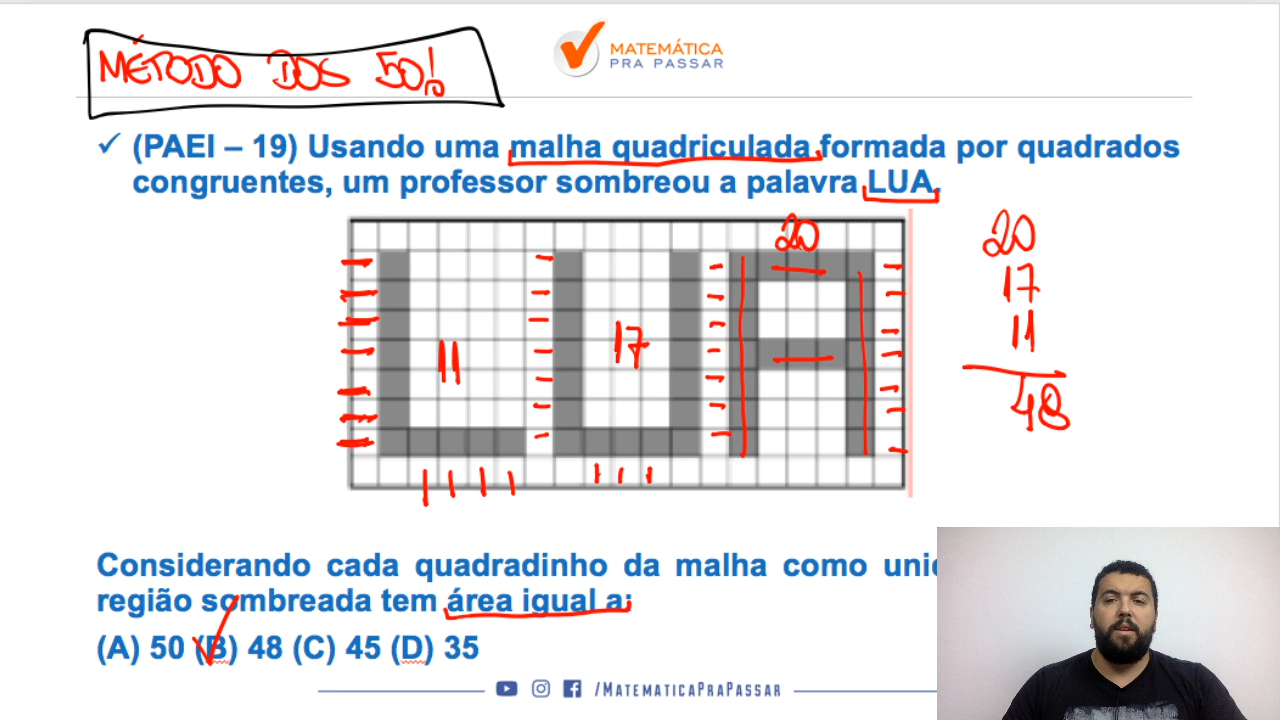 MÉTODO DOS 50!
MATEMÁTICA
PRA PASSAR
✓ (PAEI – 19) Usando uma malha quadriculada formada por quadrados
congruentes, um professor sombreou a palavra LUA.
20
11
17
20
17
11
48
Considerando cada quadradinho da malha como
região sombreada tem área igual a:
(A) 50 (B) 48 (C) 45 (D) 35
/MATEMATICAPRAPASSAR